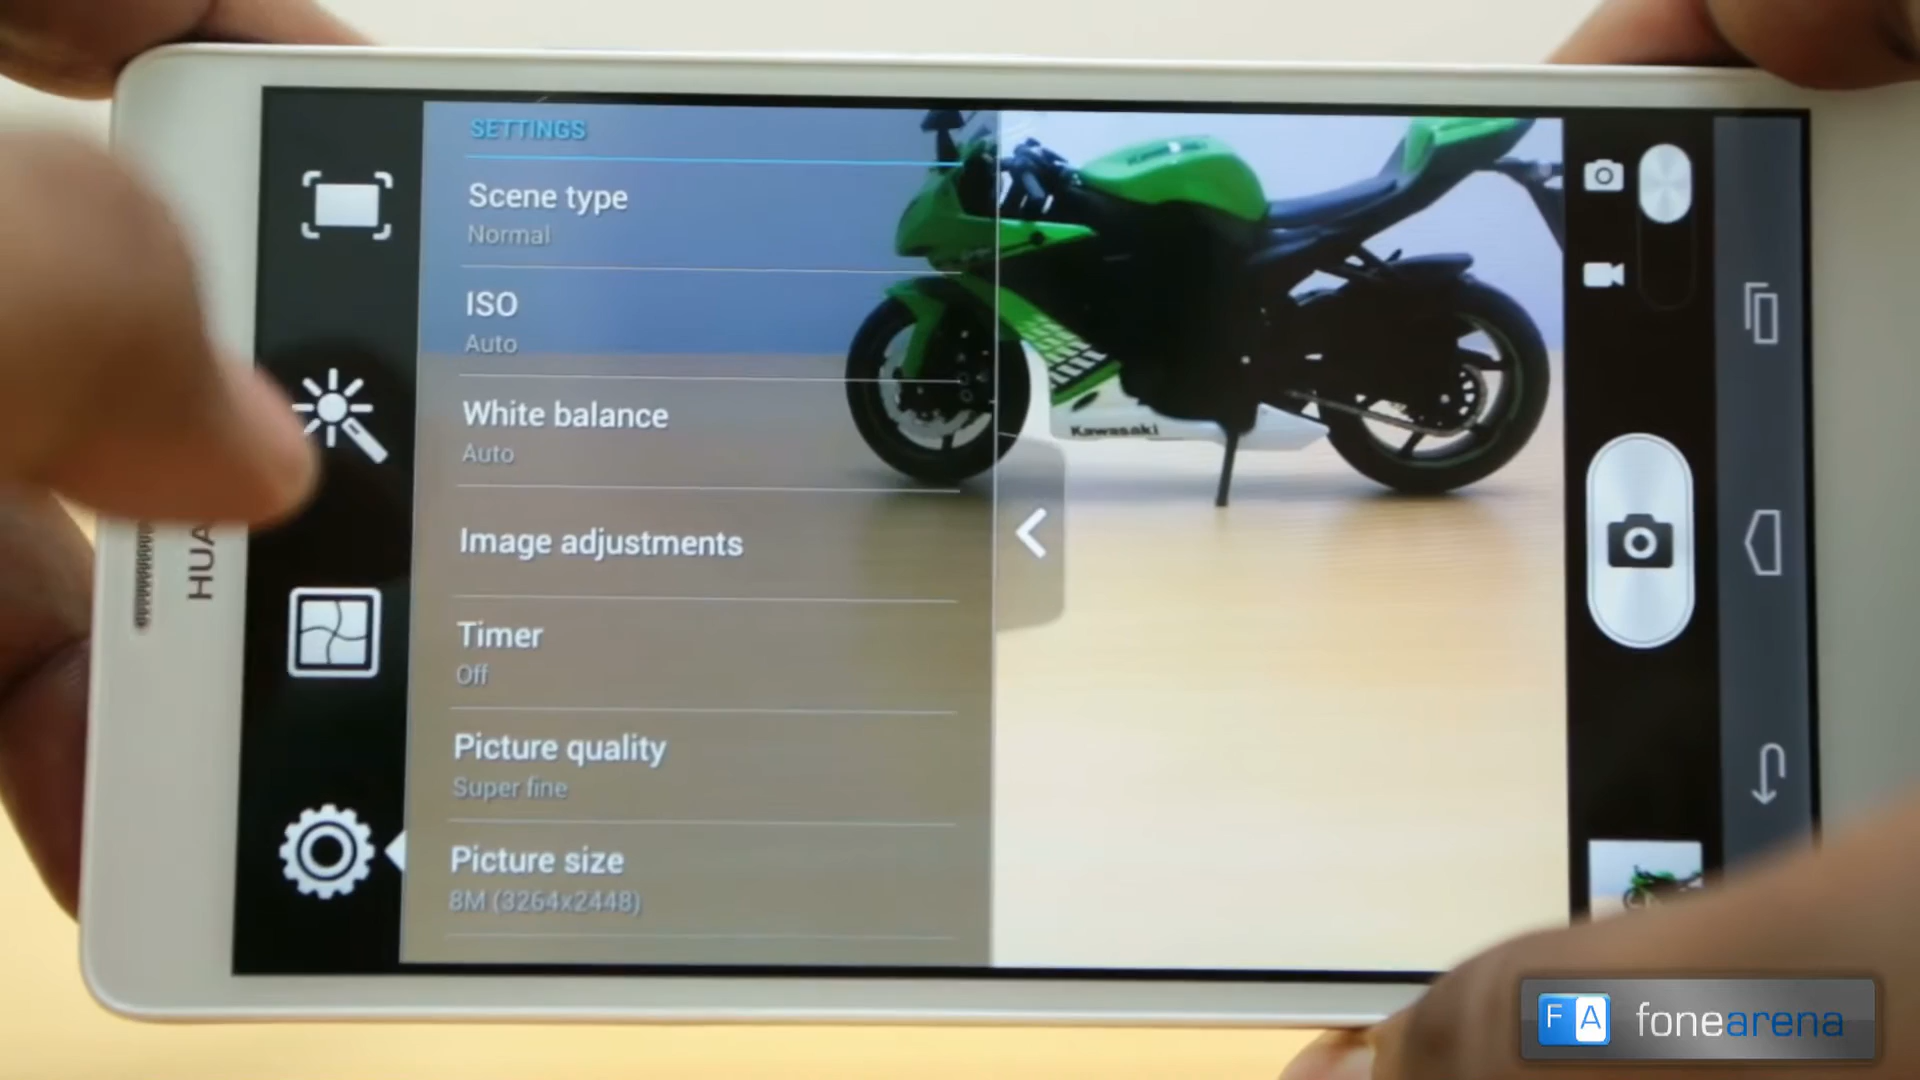 SETTINGS
Scene type
Normal
ISO
Auto
White balance
Auto
Image adjustments
Timer
Off
Picture quality
Super fine
Picture size
8M (3264x2448)
Kawasaki
HUA
FA fonearena